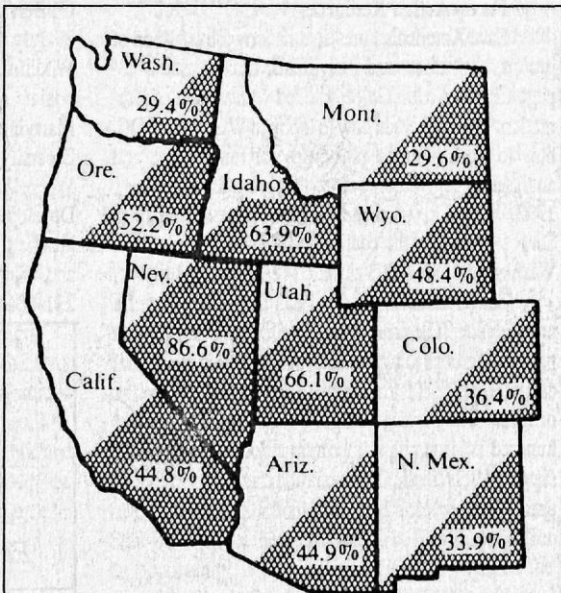 Wash.
29.4%
Mont.
29.6%
Ore.
52.2%
Idaho
63.9%
Wyo.
48.4%
Nev.
86.6%
Utah
66.1%
Colo.
36.4%
Calif.
44.8%
Ariz.
44.9%
N. Mex.
33.9%